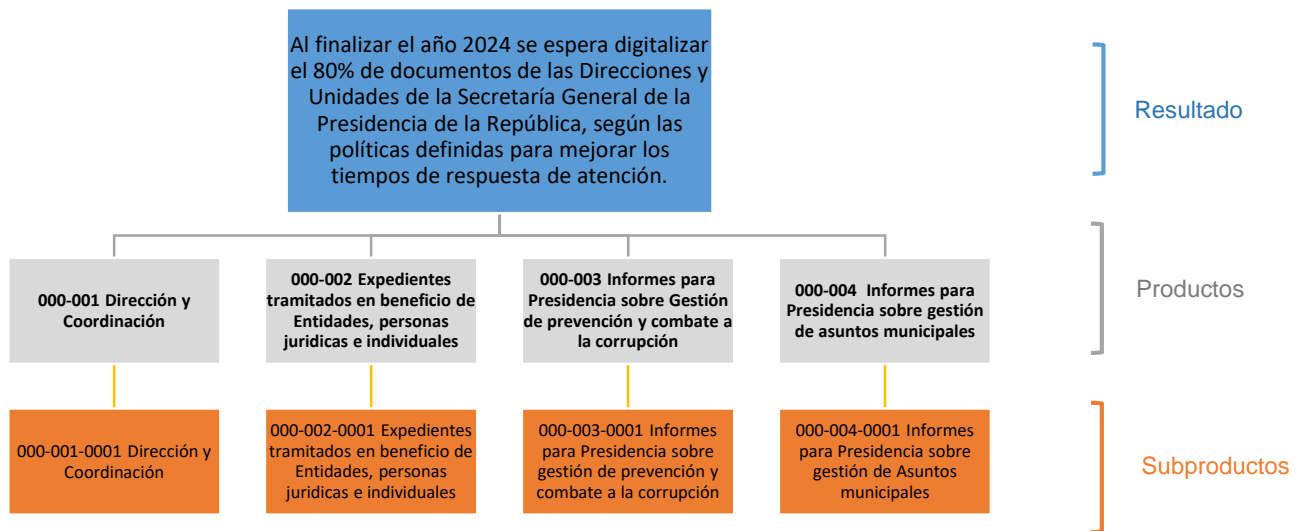 Al finalizar el año 2024 se espera digitalizar
el 80% de documentos de las Direcciones y
Unidades de la Secretaría General de la
Presidencia de la República, según las
políticas definidas para mejorar los
tiempos de respuesta de atención.
Resultado
000-001 Dirección y
Coordinación
000-002 Expedientes
tramitados en beneficio de
Entidades, personas
juridicas e individuales
000-003 Informes para
Presidencia sobre Gestión
de prevención y combate a
la corrupción
000-004 Informes para
Presidencia sobre gestión
de asuntos municipales
Productos
000-001-0001 Dirección y
Coordinación
000-002-0001 Expedientes
tramitados en beneficio de
Entidades, personas
juridicas e individuales
000-003-0001 Informes
para Presidencia sobre
gestión de prevención y
combate a la corrupción
000-004-0001 Informes
para Presidencia sobre
gestión de Asuntos
municipales
Subproductos